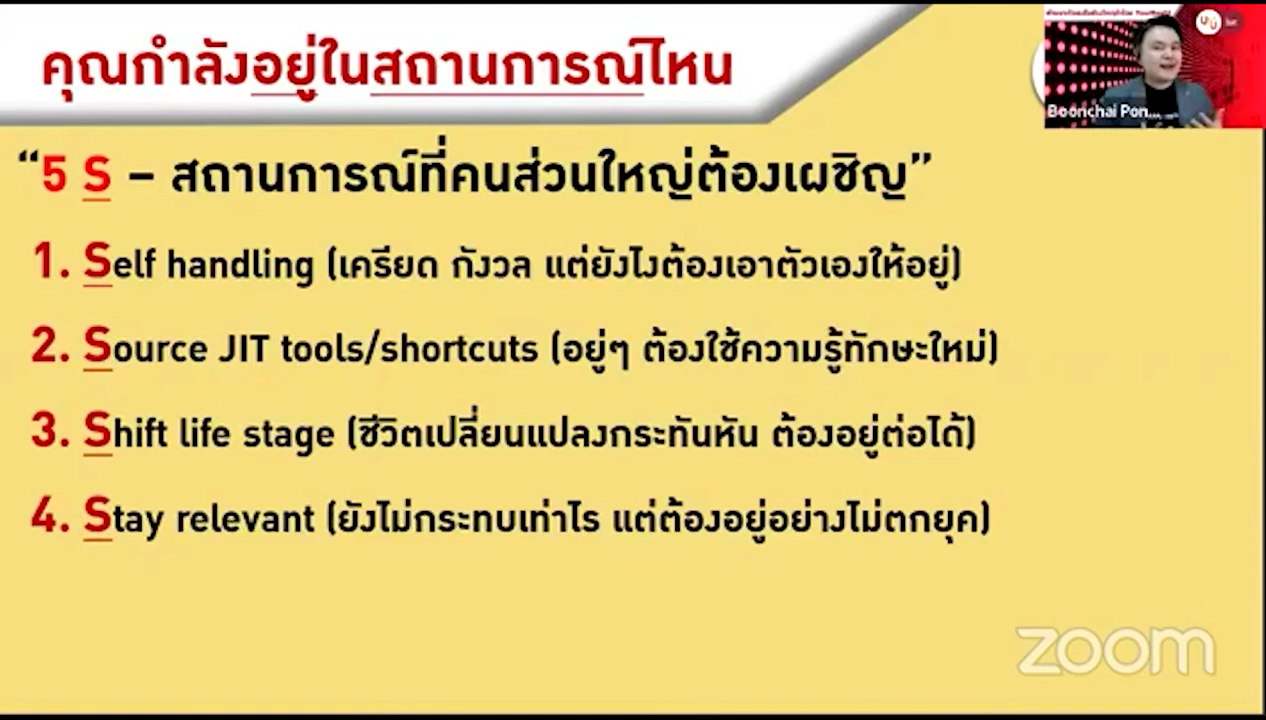 คุณกำลังอยู่ในสถานการณ์ไหน
Boonchai Pon...
“5 S – สถานการณ์ที่คนส่วนใหญ่ต้องเผชิญ”
1. Self handling (เครียด กังวล แต่ยังไงต้องเอาตัวเองให้อยู่)
2. Source JIT tools/shortcuts (อยู่ๆ ต้องใช้ความรู้ทักษะใหม่)
3. Shift life stage (ชีวิตเปลี่ยนแปลงกระทันหัน ต้องอยู่ต่อได้)
4. Stay relevant (ยังไม่กระทบเท่าไร แต่ต้องอยู่อย่างไม่ตกยุค)
zoom